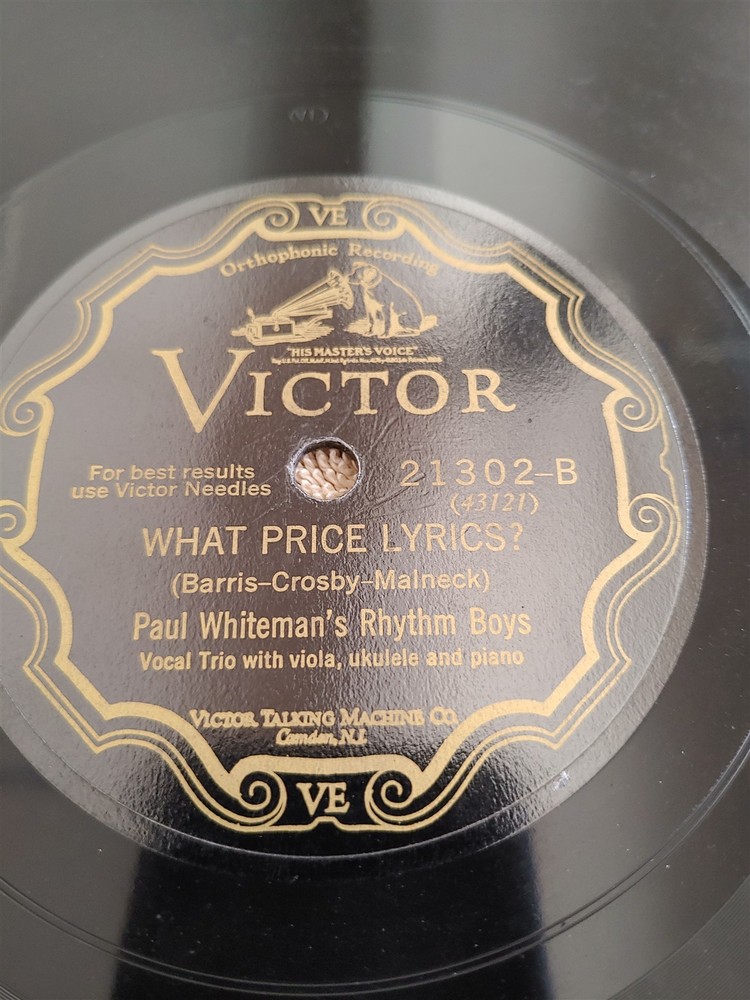 VE
Orthophonic Recording
"HIS MASTER'S VOICE"
VICTOR
For best results
use Victor Needles
21302-B
(43121)
WHAT PRICE LYRICS?
(Barris-Crosby-Malneck)
Paul Whiteman's Rhythm Boys
Vocal Trio with viola, ukulele and piano
VICTOR TALKING MACHINE CO.
Camden, N.J.
VE